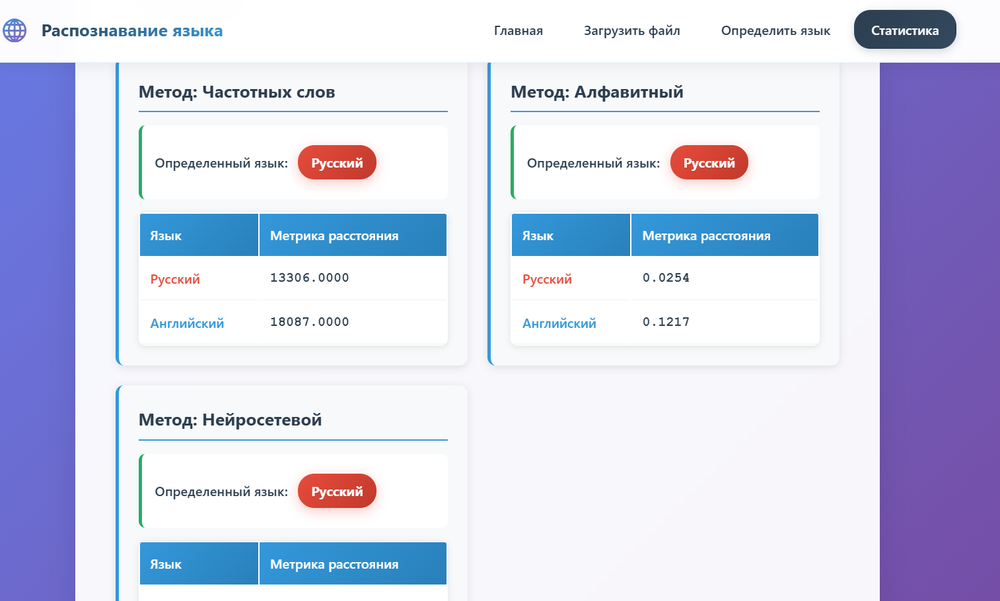 Распознавание языка
Главная
Загрузить файл
Определить язык
Статистика
Метод: Частотных слов
Определенный язык: Русский
Язык Метрика расстояния
Русский 13306.0000
Английский 18087.0000
Метод: Алфавитный
Определенный язык: Русский
Язык Метрика расстояния
Русский 0.0254
Английский 0.1217
Метод: Нейросетевой
Определенный язык: Русский
Язык Метрика расстояния